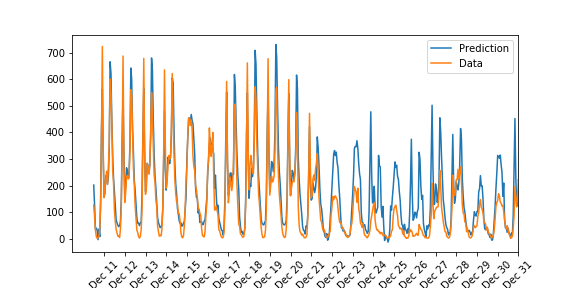 Prediction
Data
700
600
500
400
300
200
100
0
Dec 11
Dec 12
Dec 13
Dec 14
Dec 15
Dec 16
Dec 17
Dec 18
Dec 19
Dec 20
Dec 21
Dec 22
Dec 23
Dec 24
Dec 25
Dec 26
Dec 27
Dec 28
Dec 29
Dec 30
Dec 31